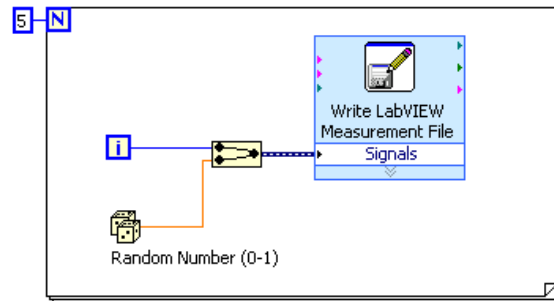 5 N
Write LabVIEW
Measurement File
Signals
i
Random Number (0-1)